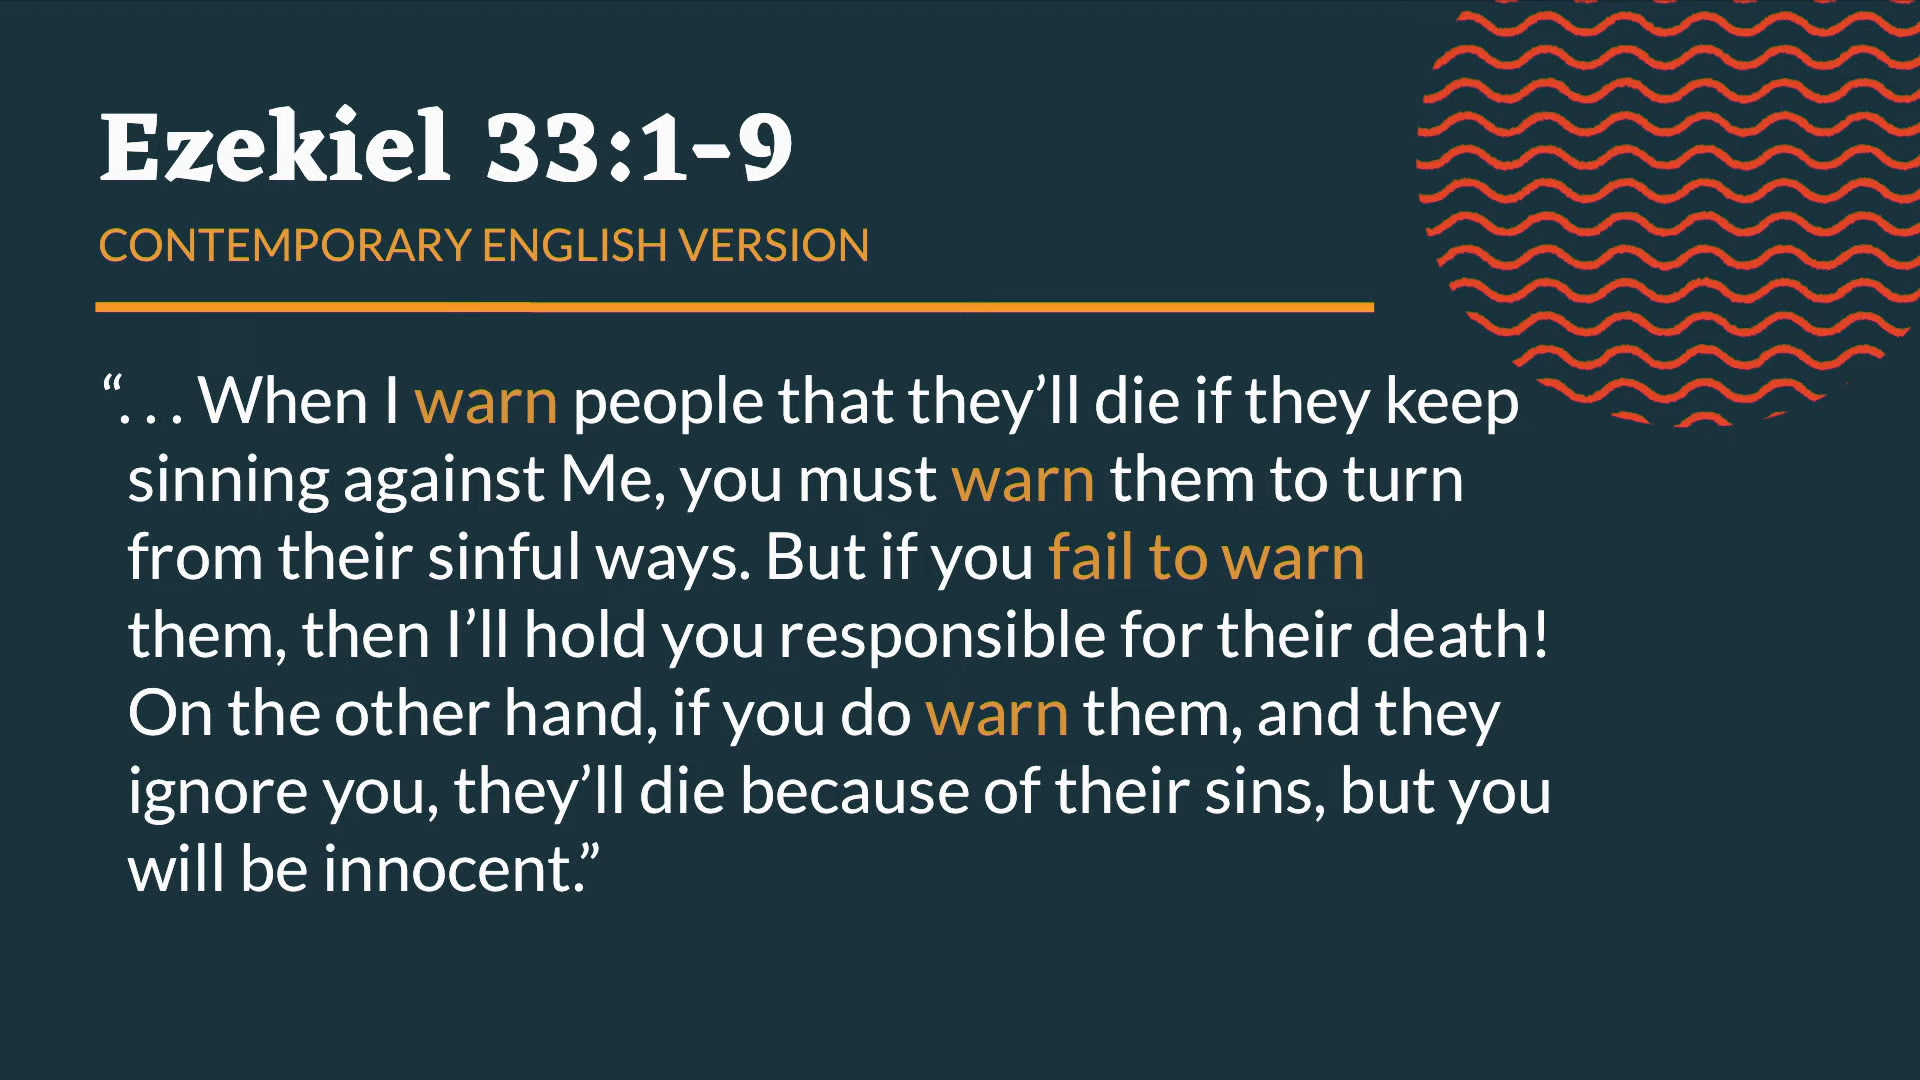 Ezekiel 33:1-9
CONTEMPORARY ENGLISH VERSION
“. . . When I warn people that they’ll die if they keep
sinning against Me, you must warn them to turn
from their sinful ways. But if you fail to warn
them, then I’ll hold you responsible for their death!
On the other hand, if you do warn them, and they
ignore you, they’ll die because of their sins, but you
will be innocent.”